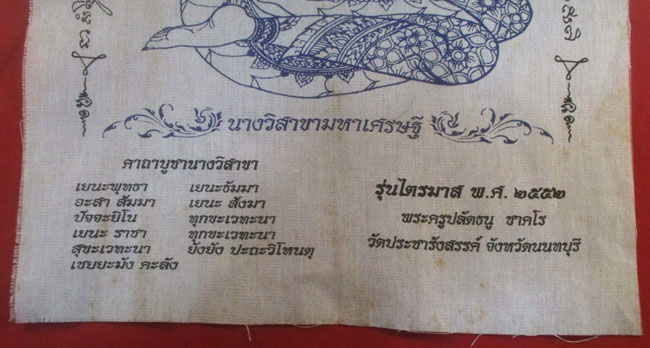 นางวิสาขามหาเศรษฐี
คาถาบูชานางวิสาขา
เยนะพุทธา เยนะธัมมา
อะสา สัมมา เยนะ สังมา
ปัจจะยิโน ทุกขะเวทะนา
เยนะ ราชา ทุกขะเวทะนา
สุขะเวทะนา ยังยัง ปะถะวิโหนตุ
เชยยะมัง คะลัง
รุ่นไตรมาส พ.ศ. ๒๕๕๒
พระครูปลัดธนู ชาคโร
วัดประชารังสรรค์ จังหวัดนนทบุรี